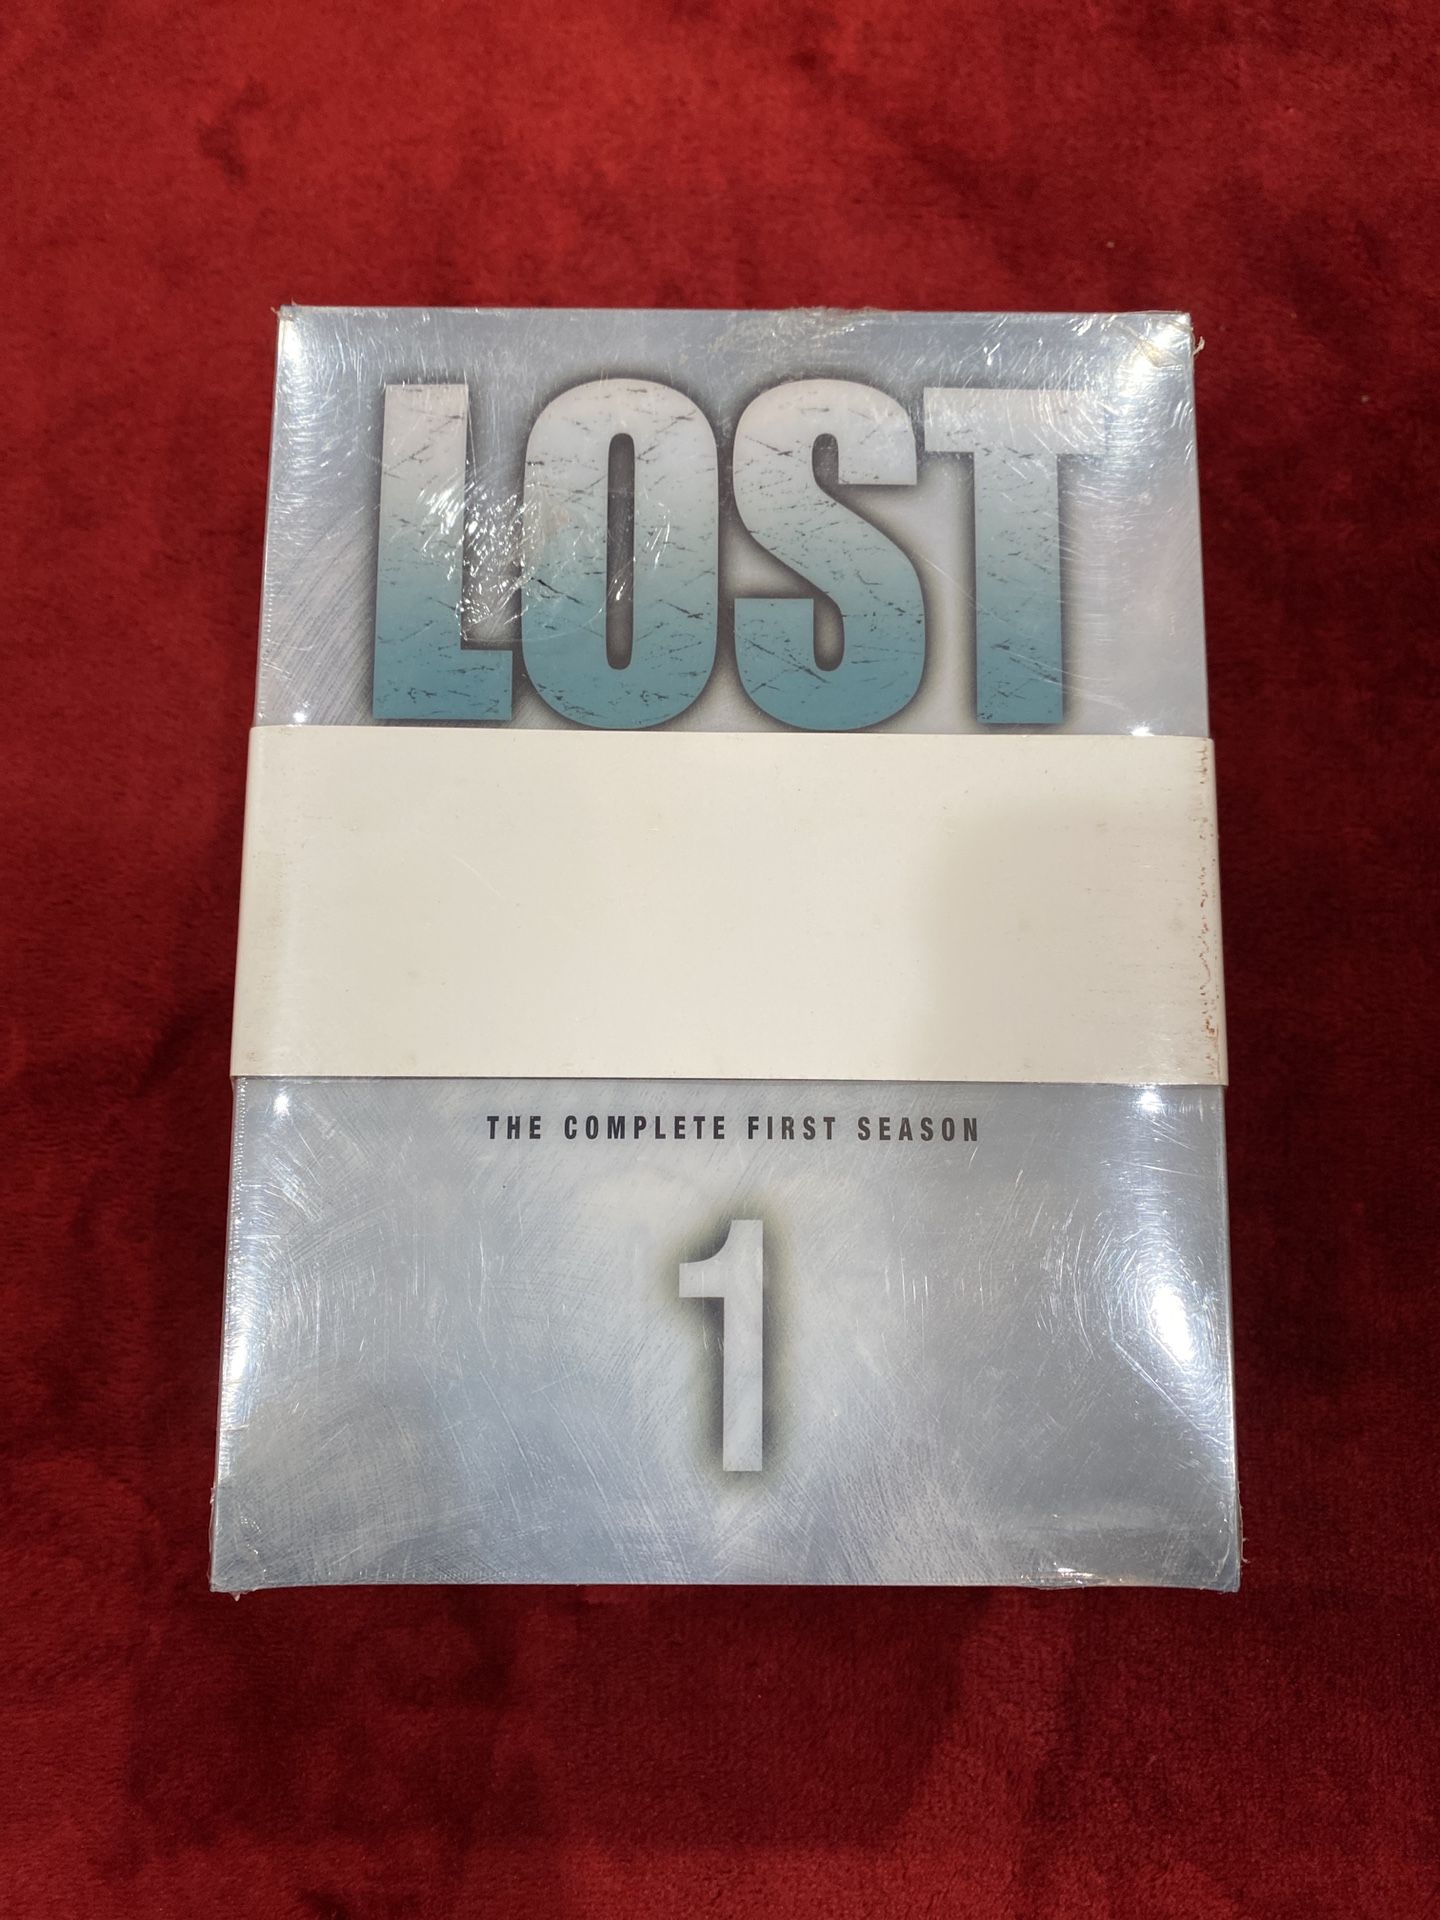 LOST
THE COMPLETE FIRST SEASON
1